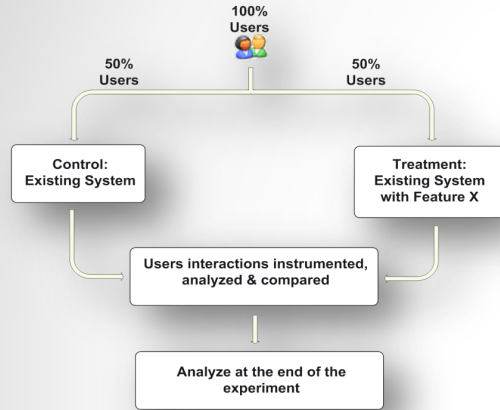 100%
Users
50%
Users
50%
Users
Control:
Existing System
Treatment:
Existing System
with Feature X
Users interactions instrumented,
analyzed & compared
Analyze at the end of the
experiment